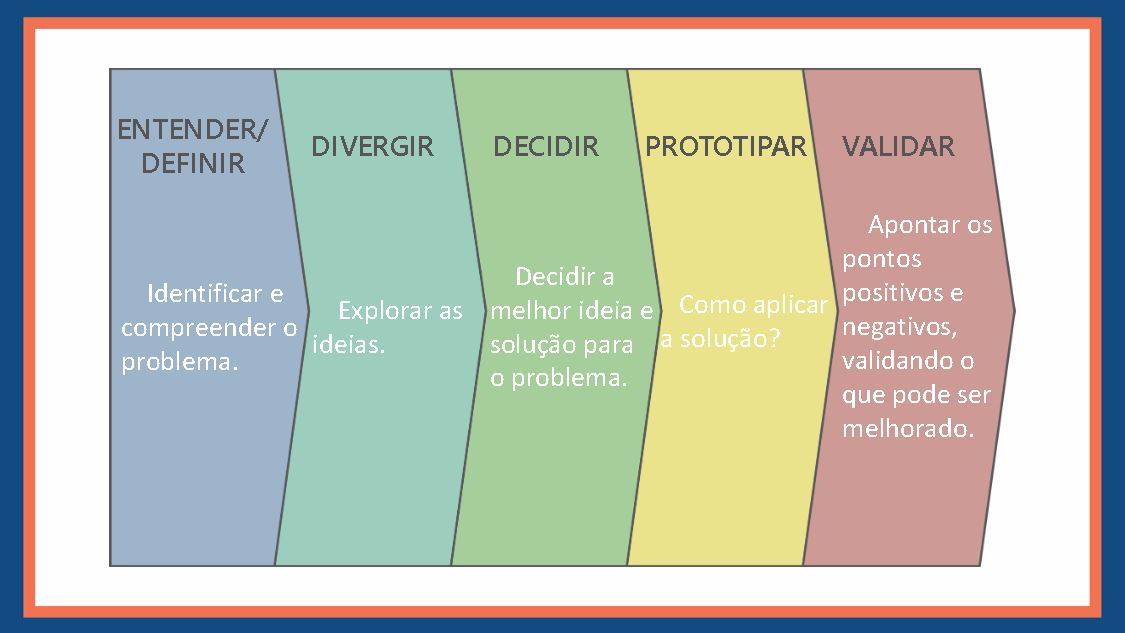 ENTENDER/
DEFINIR
Identificar e
compreender o
problema.
DIVERGIR
Explorar as
ideias.
DECIDIR
Decidir a
melhor ideia e
solução para
o problema.
PROTOTIPAR
Como aplicar
a solução?
VALIDAR
Apontar os
pontos
positivos e
negativos,
validando o
que pode ser
melhorado.